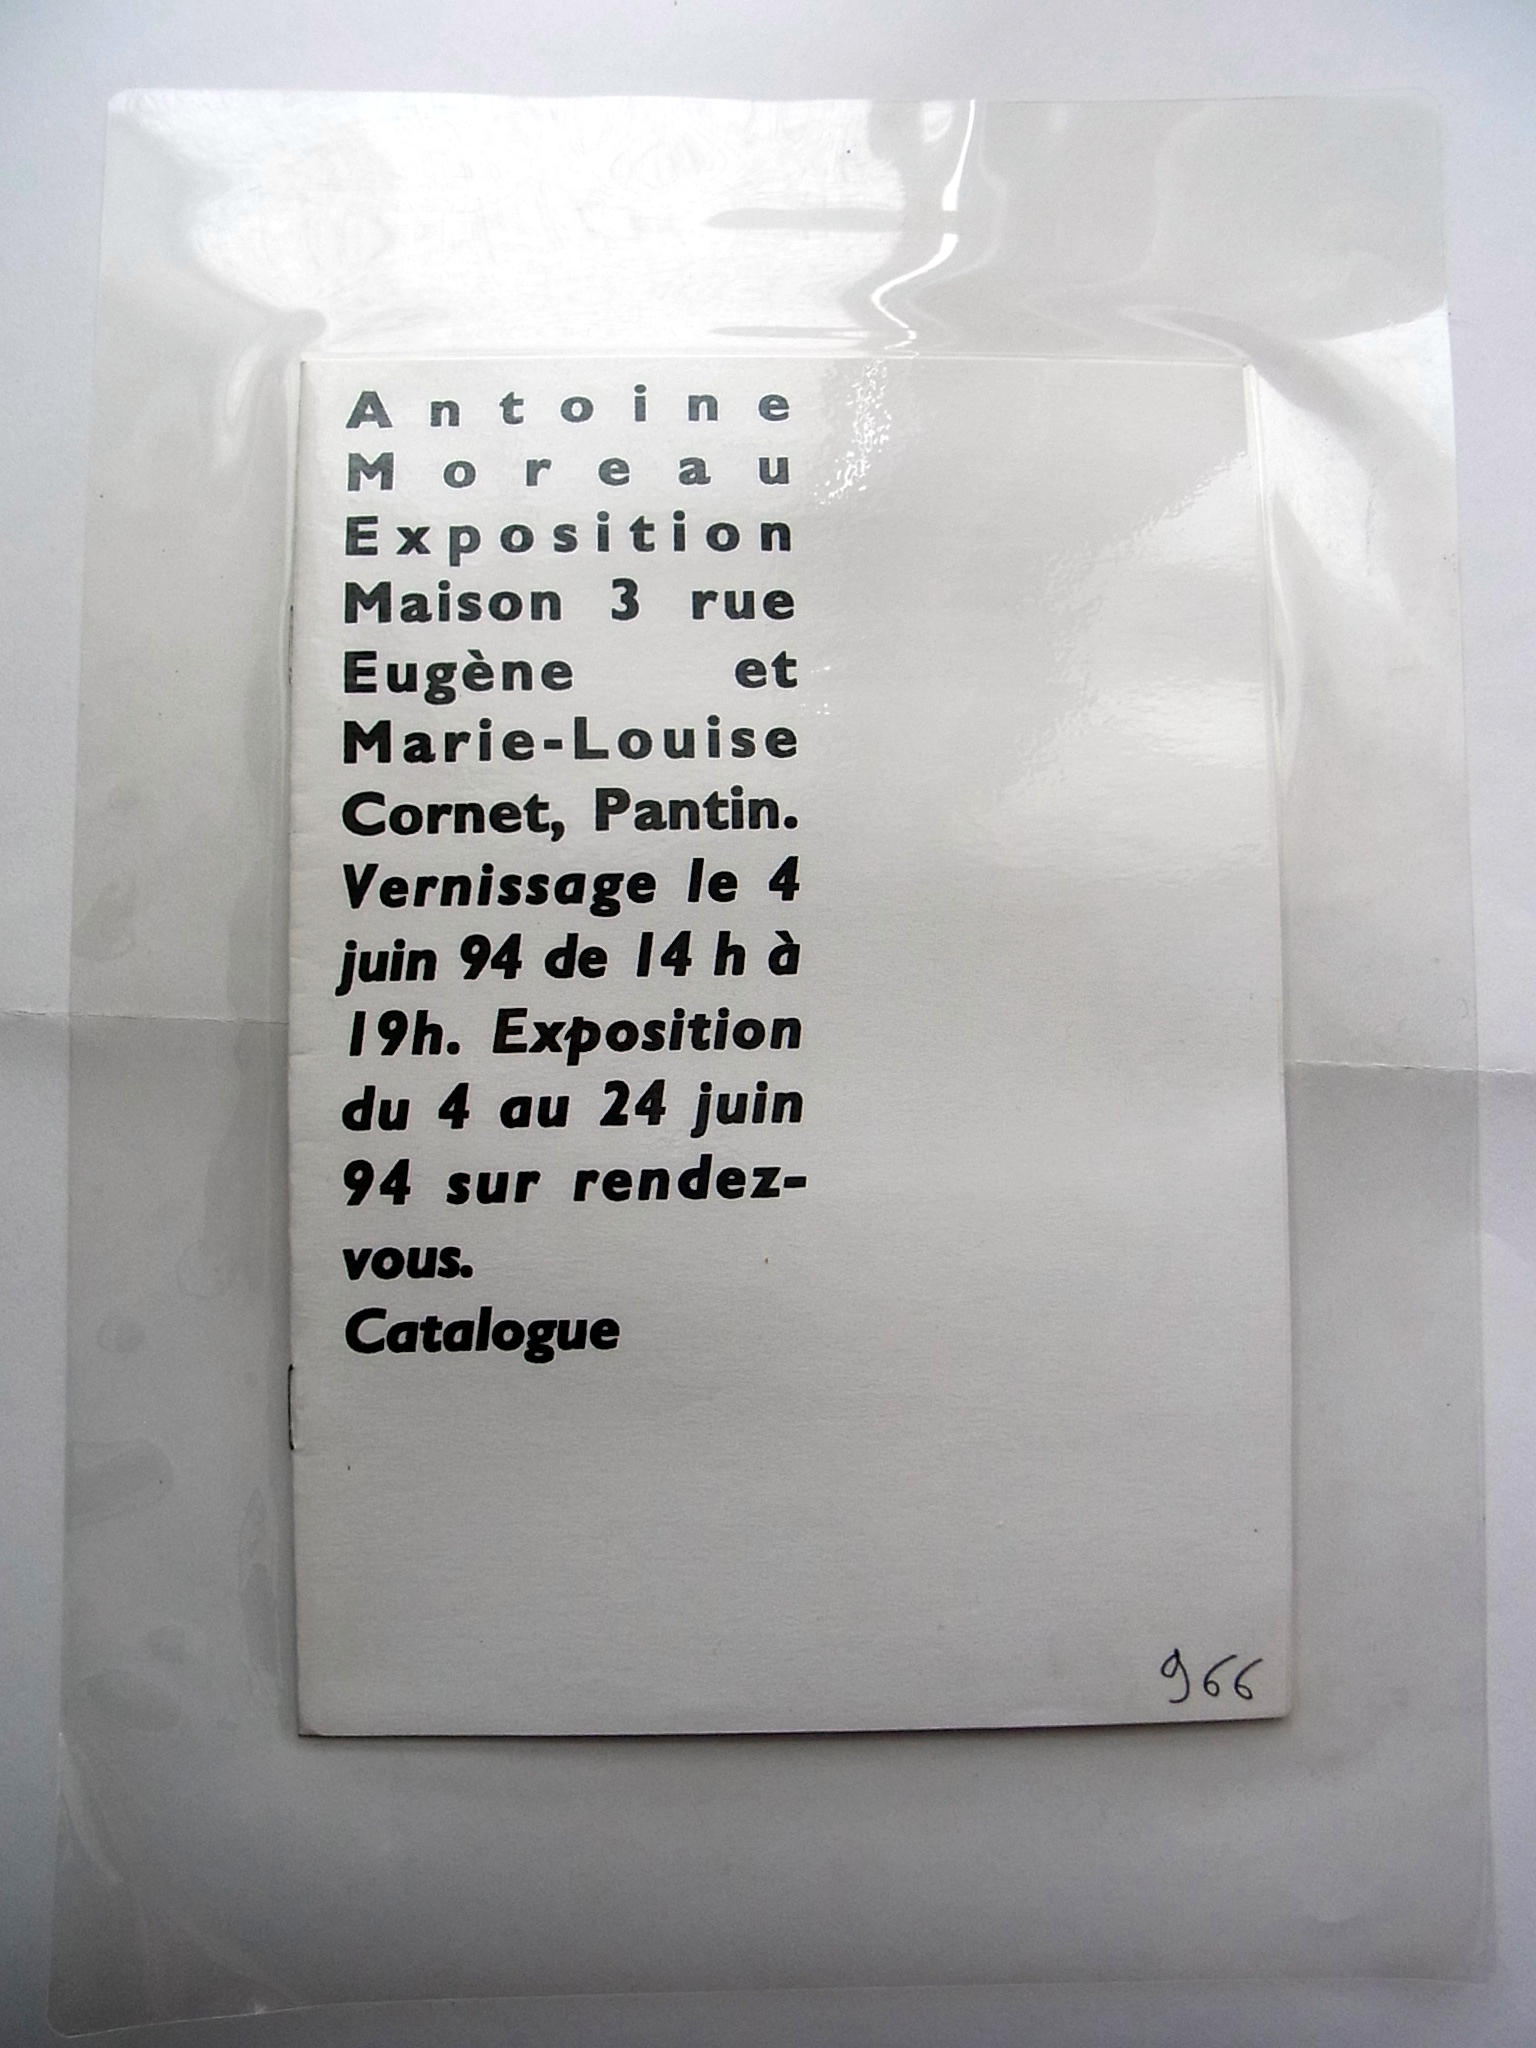 Antoine
Moreau
Exposition
Maison 3 rue
Eugène et
Marie-Louise
Cornet, Pantin.
Vernissage le 4
juin 94 de 14 h à
19h. Exposition
du 4 au 24 juin
94 sur rendez-
vous.
Catalogue
966